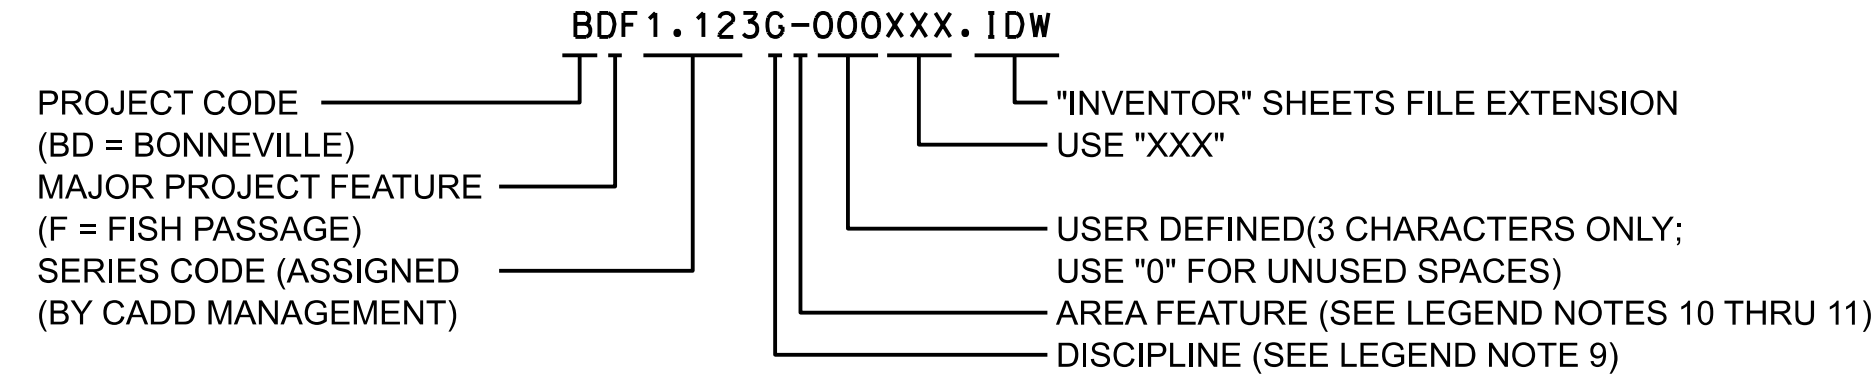 BDF1.123G-000XXX.IDW
PROJECT CODE
(BD = BONNEVILLE)
MAJOR PROJECT FEATURE
(F = FISH PASSAGE)
SERIES CODE (ASSIGNED
(BY CADD MANAGEMENT)
"INVENTOR" SHEETS FILE EXTENSION
USE "XXX"
USER DEFINED(3 CHARACTERS ONLY;
USE "0" FOR UNUSED SPACES)
AREA FEATURE (SEE LEGEND NOTES 10 THRU 11)
DISCIPLINE (SEE LEGEND NOTE 9)